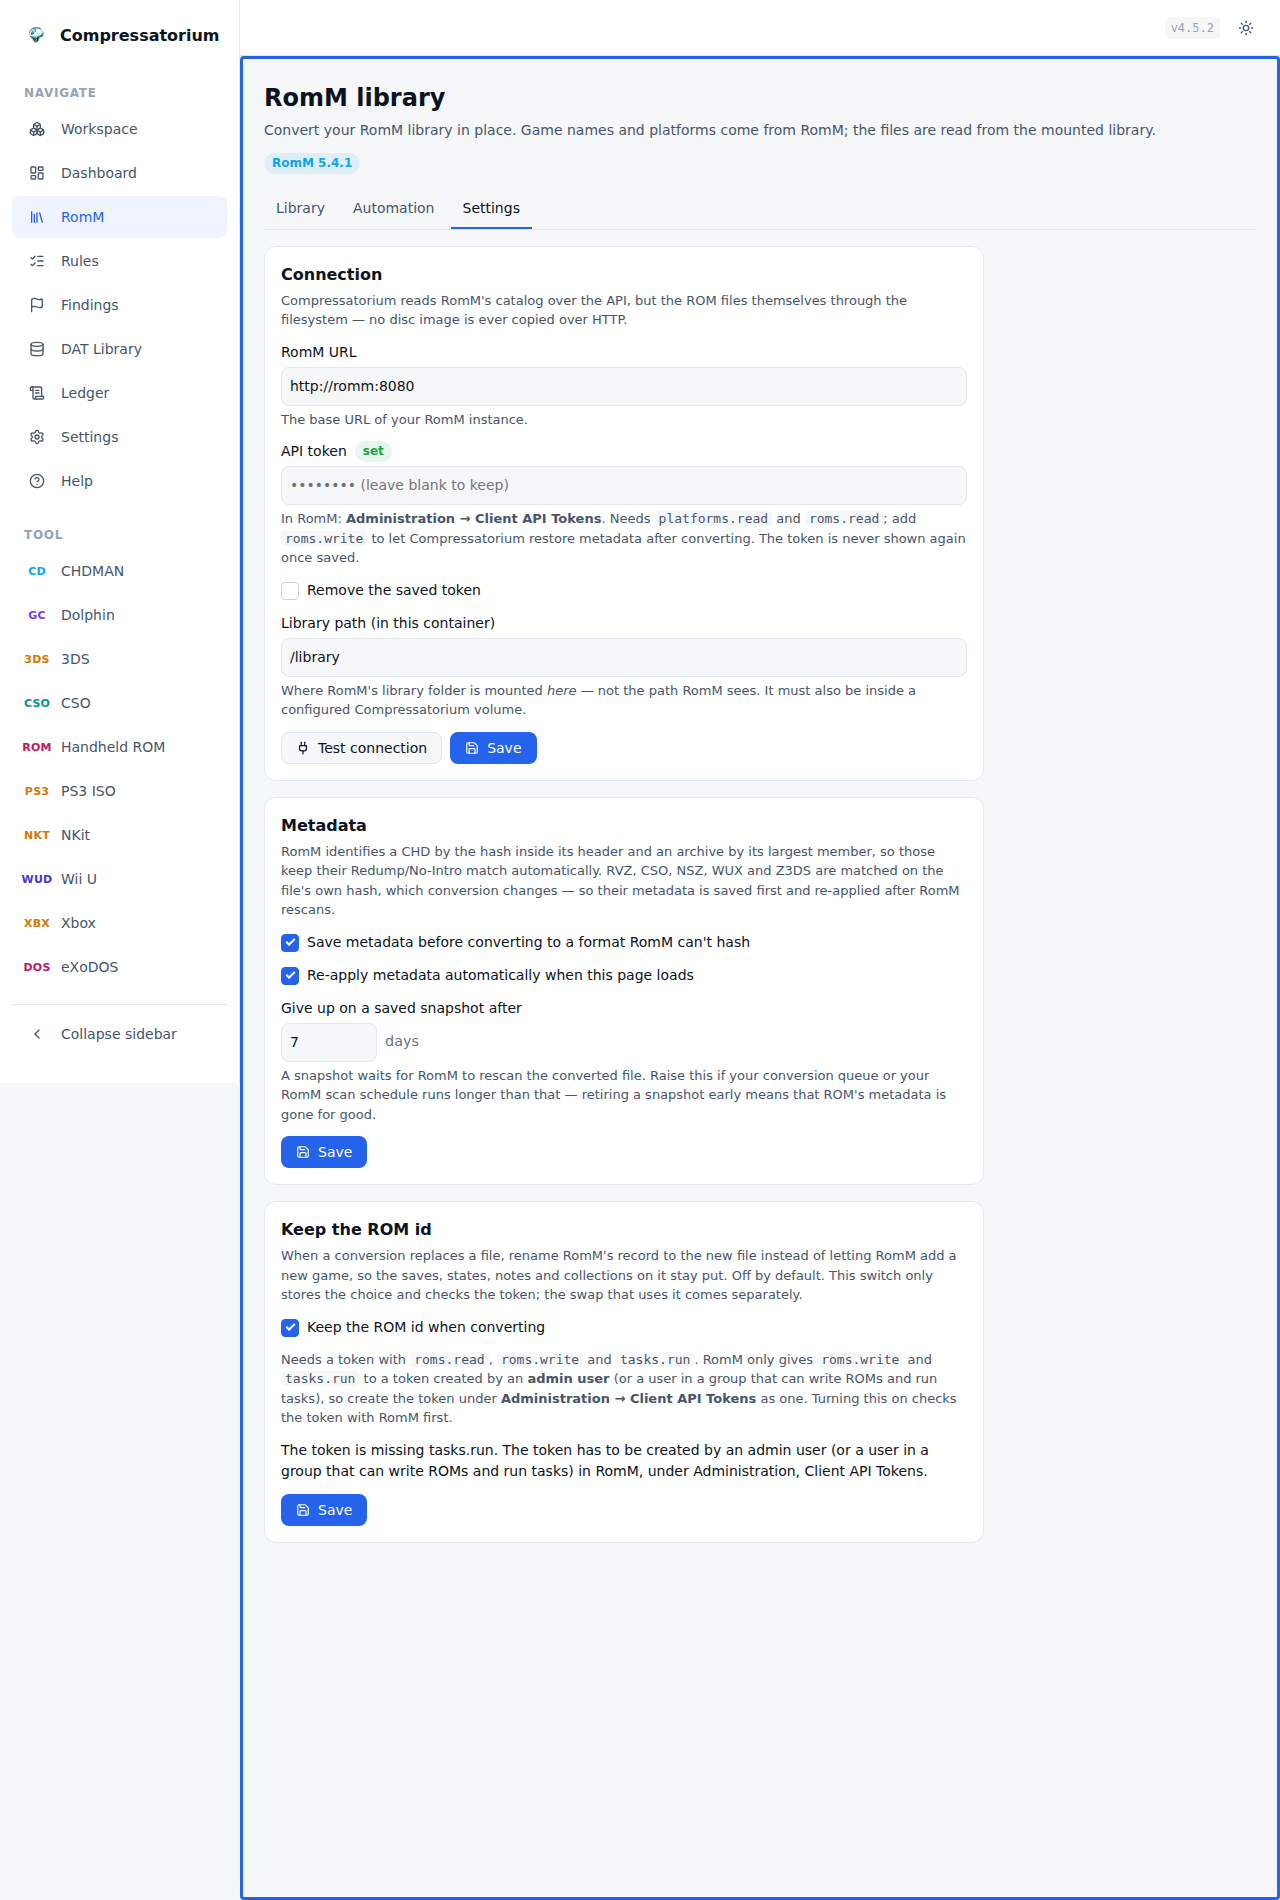 Compressatorium
v4.5.2
NAVIGATE
Workspace
Dashboard
RomM
Rules
Findings
DAT Library
Ledger
Settings
Help
TOOL
CD CHDMAN
GC Dolphin
3DS 3DS
CSO CSO
ROM Handheld ROM
PS3 PS3 ISO
NKT NKit
WUD Wii U
XBX Xbox
DOS eXoDOS
Collapse sidebar
RomM library
Convert your RomM library in place. Game names and platforms come from RomM; the files are read from the mounted library.
RomM 5.4.1
Library Automation Settings
Connection
Compressatorium reads RomM's catalog over the API, but the ROM files themselves through the
filesystem — no disc image is ever copied over HTTP.
RomM URL
http://romm:8080
The base URL of your RomM instance.
API token set
•••••••• (leave blank to keep)
In RomM: Administration → Client API Tokens. Needs platforms.read and roms.read; add
roms.write to let Compressatorium restore metadata after converting. The token is never shown again
once saved.
Remove the saved token
Library path (in this container)
/library
Where RomM's library folder is mounted here — not the path RomM sees. It must also be inside a
configured Compressatorium volume.
Test connection Save
Metadata
RomM identifies a CHD by the hash inside its header and an archive by its largest member, so those
keep their Redump/No-Intro match automatically. RVZ, CSO, NSZ, WUX and Z3DS are matched on the
file's own hash, which conversion changes — so their metadata is saved first and re-applied after RomM
rescans.
Save metadata before converting to a format RomM can't hash
Re-apply metadata automatically when this page loads
Give up on a saved snapshot after
7 days
A snapshot waits for RomM to rescan the converted file. Raise this if your conversion queue or your
RomM scan schedule runs longer than that — retiring a snapshot early means that ROM's metadata is
gone for good.
Save
Keep the ROM id
When a conversion replaces a file, rename RomM's record to the new file instead of letting RomM add a
new game, so the saves, states, notes and collections on it stay put. Off by default. This switch only
stores the choice and checks the token; the swap that uses it comes separately.
Keep the ROM id when converting
Needs a token with roms.read, roms.write and tasks.run. RomM only gives roms.write and
tasks.run to a token created by an admin user (or a user in a group that can write ROMs and run
tasks), so create the token under Administration → Client API Tokens as one. Turning this on checks
the token with RomM first.
The token is missing tasks.run. The token has to be created by an admin user (or a user in a
group that can write ROMs and run tasks) in RomM, under Administration, Client API Tokens.
Save